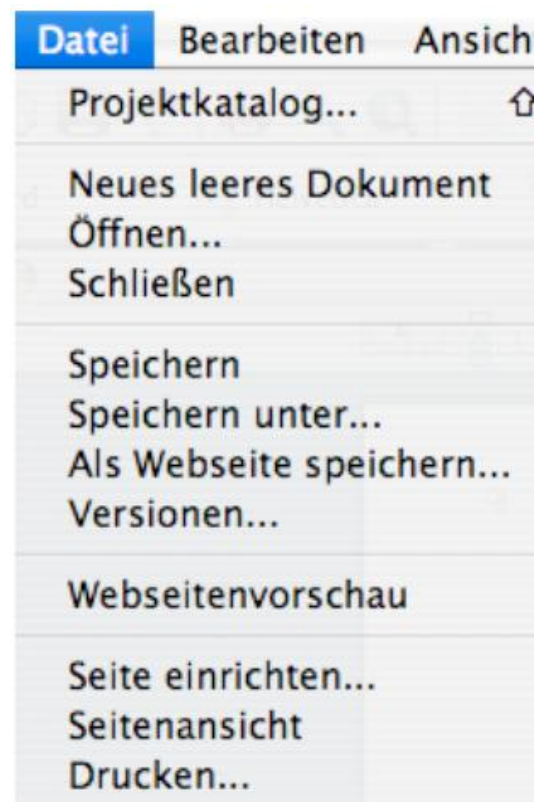 Datei Bearbeiten Ansich
Projektkatalog... ⇧
Neues leeres Dokument
Öffnen...
Schließen
Speichern
Speichern unter...
Als Webseite speichern...
Versionen...
Webseitenvorschau
Seite einrichten...
Seitenansicht
Drucken...